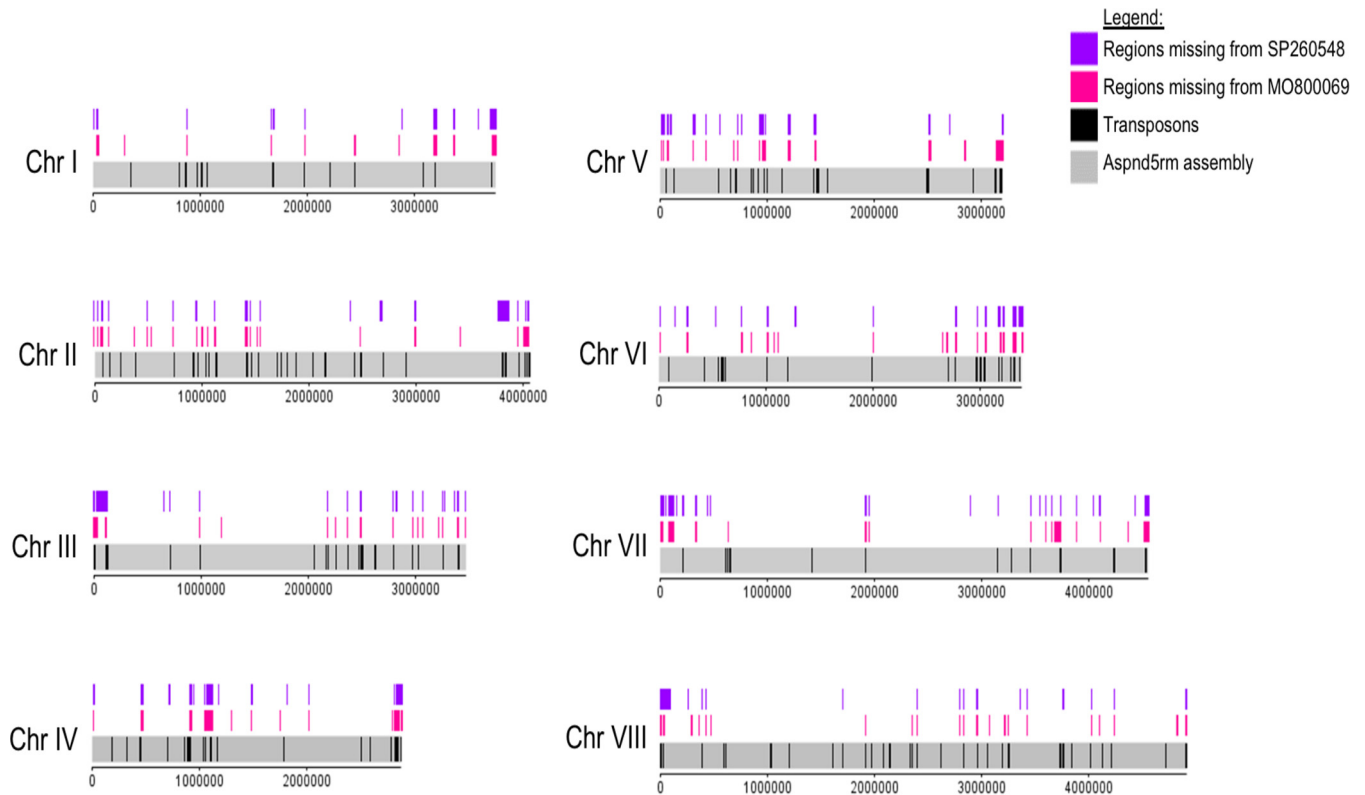 Legend:
Regions missing from SP260548
Regions missing from MO800069
Transposons
Aspnd5rm assembly
Chr I
0 1000000 2000000 3000000
Chr V
0 1000000 2000000 3000000
Chr II
0 1000000 2000000 3000000 4000000
Chr VI
0 1000000 2000000 3000000
Chr III
0 1000000 2000000 3000000
Chr VII
0 1000000 2000000 3000000 4000000
Chr IV
0 1000000 2000000
Chr VIII
0 1000000 2000000 3000000 4000000